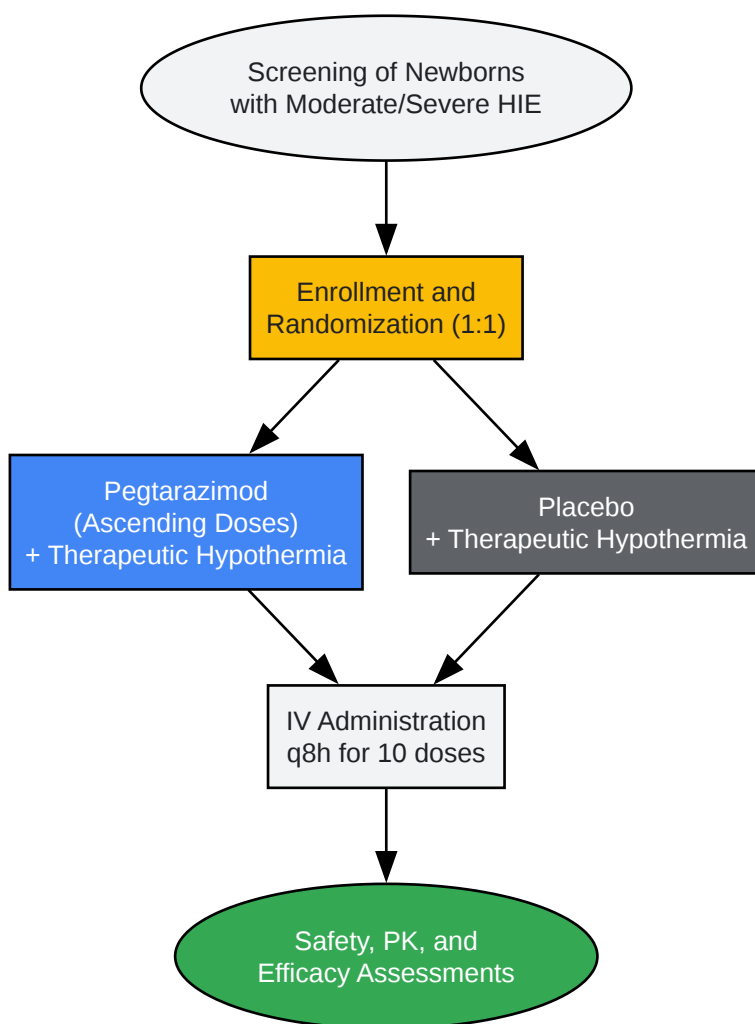 Screening of Newborns
with Moderate/Severe HIE
Enrollment and
Randomization (1:1)
Pegtarazimod
(Ascending Doses)
+ Therapeutic Hypothermia
Placebo
+ Therapeutic Hypothermia
IV Administration
q8h for 10 doses
Safety, PK, and
Efficacy Assessments